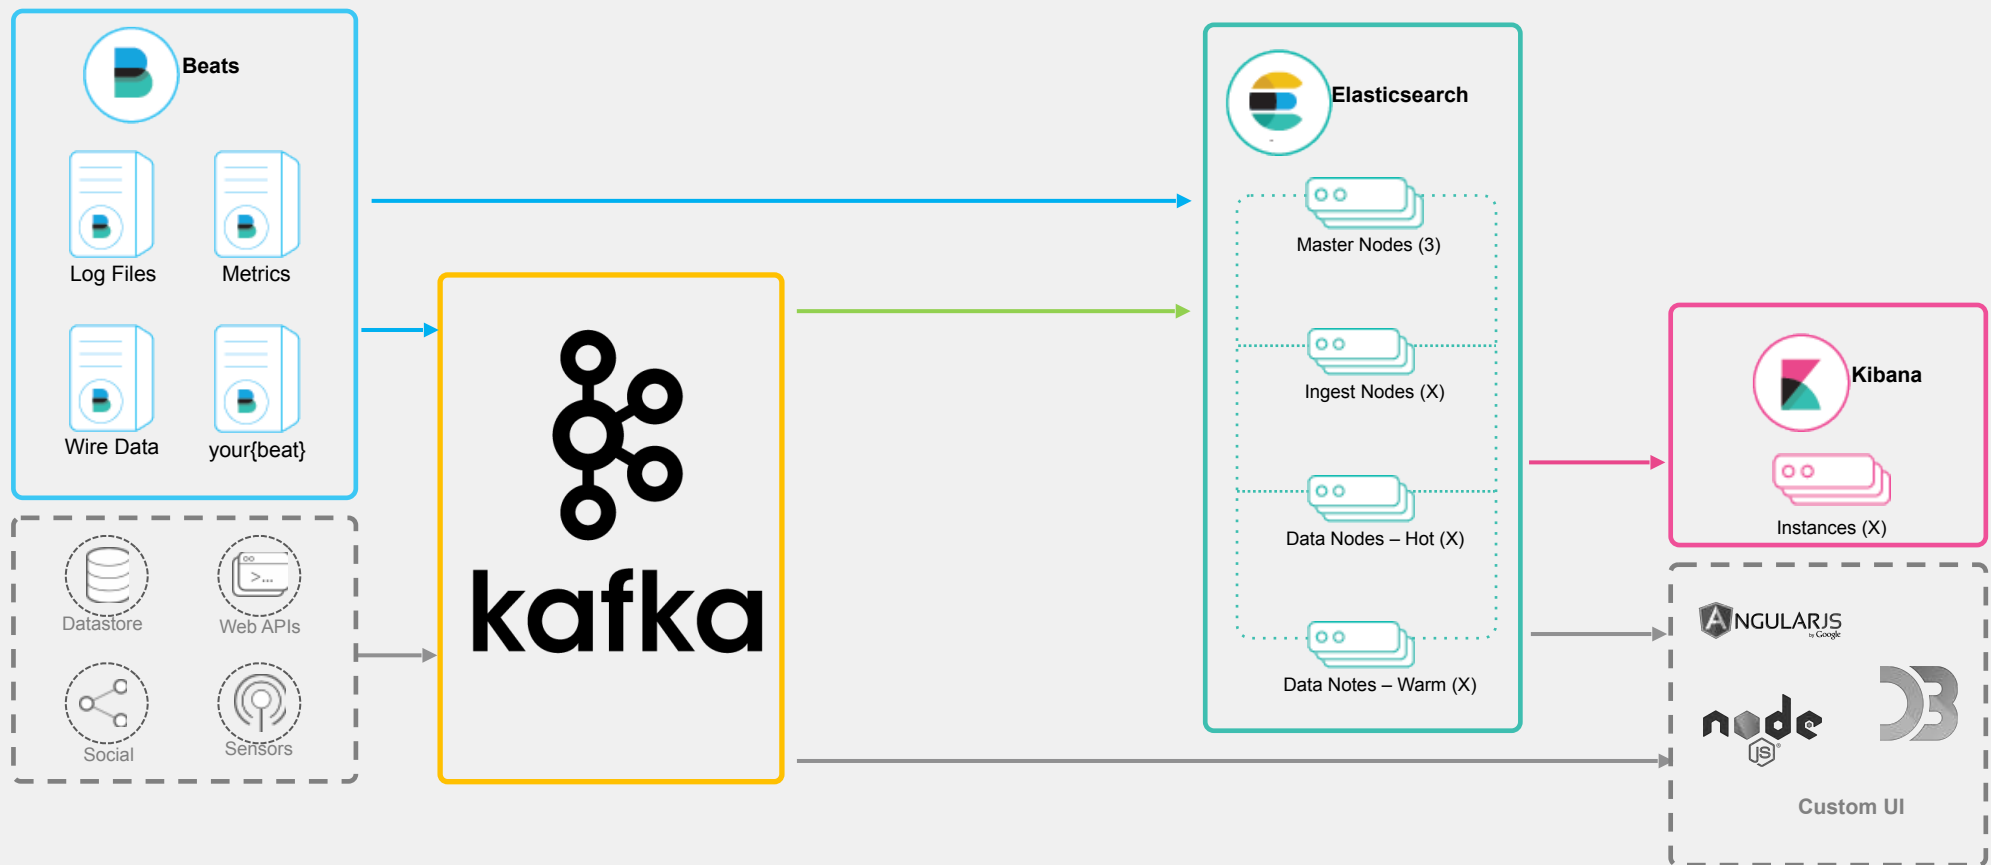 Beats
Log Files
Metrics
Wire Data
your{beat}
Datastore
>_...
Web APIs
Social
Sensors
kafka
Elasticsearch
Master Nodes (3)
Ingest Nodes (X)
Data Nodes – Hot (X)
Data Notes – Warm (X)
Kibana
Instances (X)
ANGULARJS
by Google
node
JS
D3
Custom UI